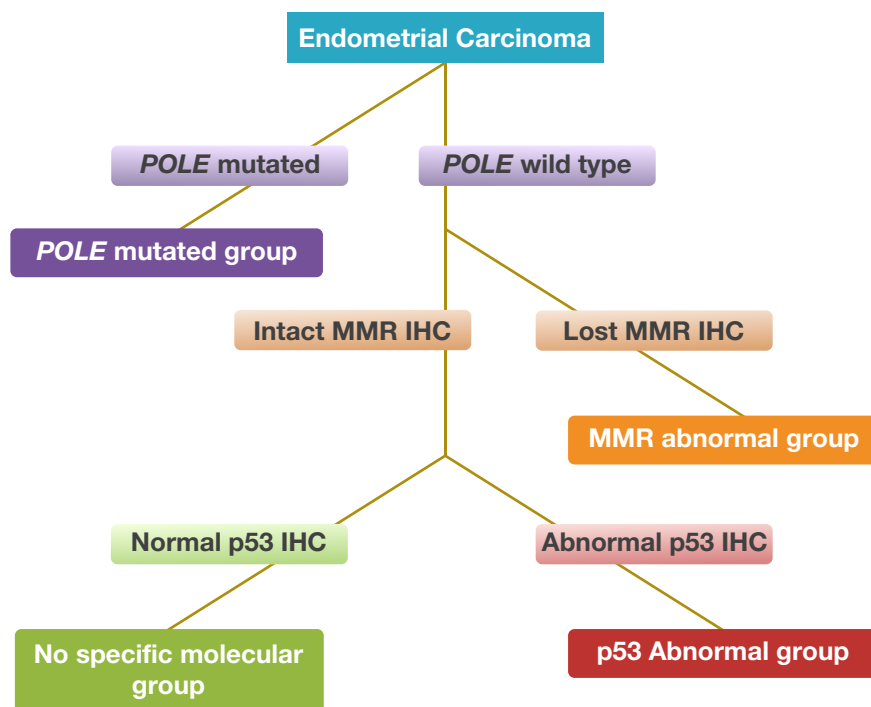 Endometrial Carcinoma
POLE mutated
POLE wild type
POLE mutated group
Intact MMR IHC
Lost MMR IHC
MMR abnormal group
Normal p53 IHC
Abnormal p53 IHC
No specific molecular
group
p53 Abnormal group